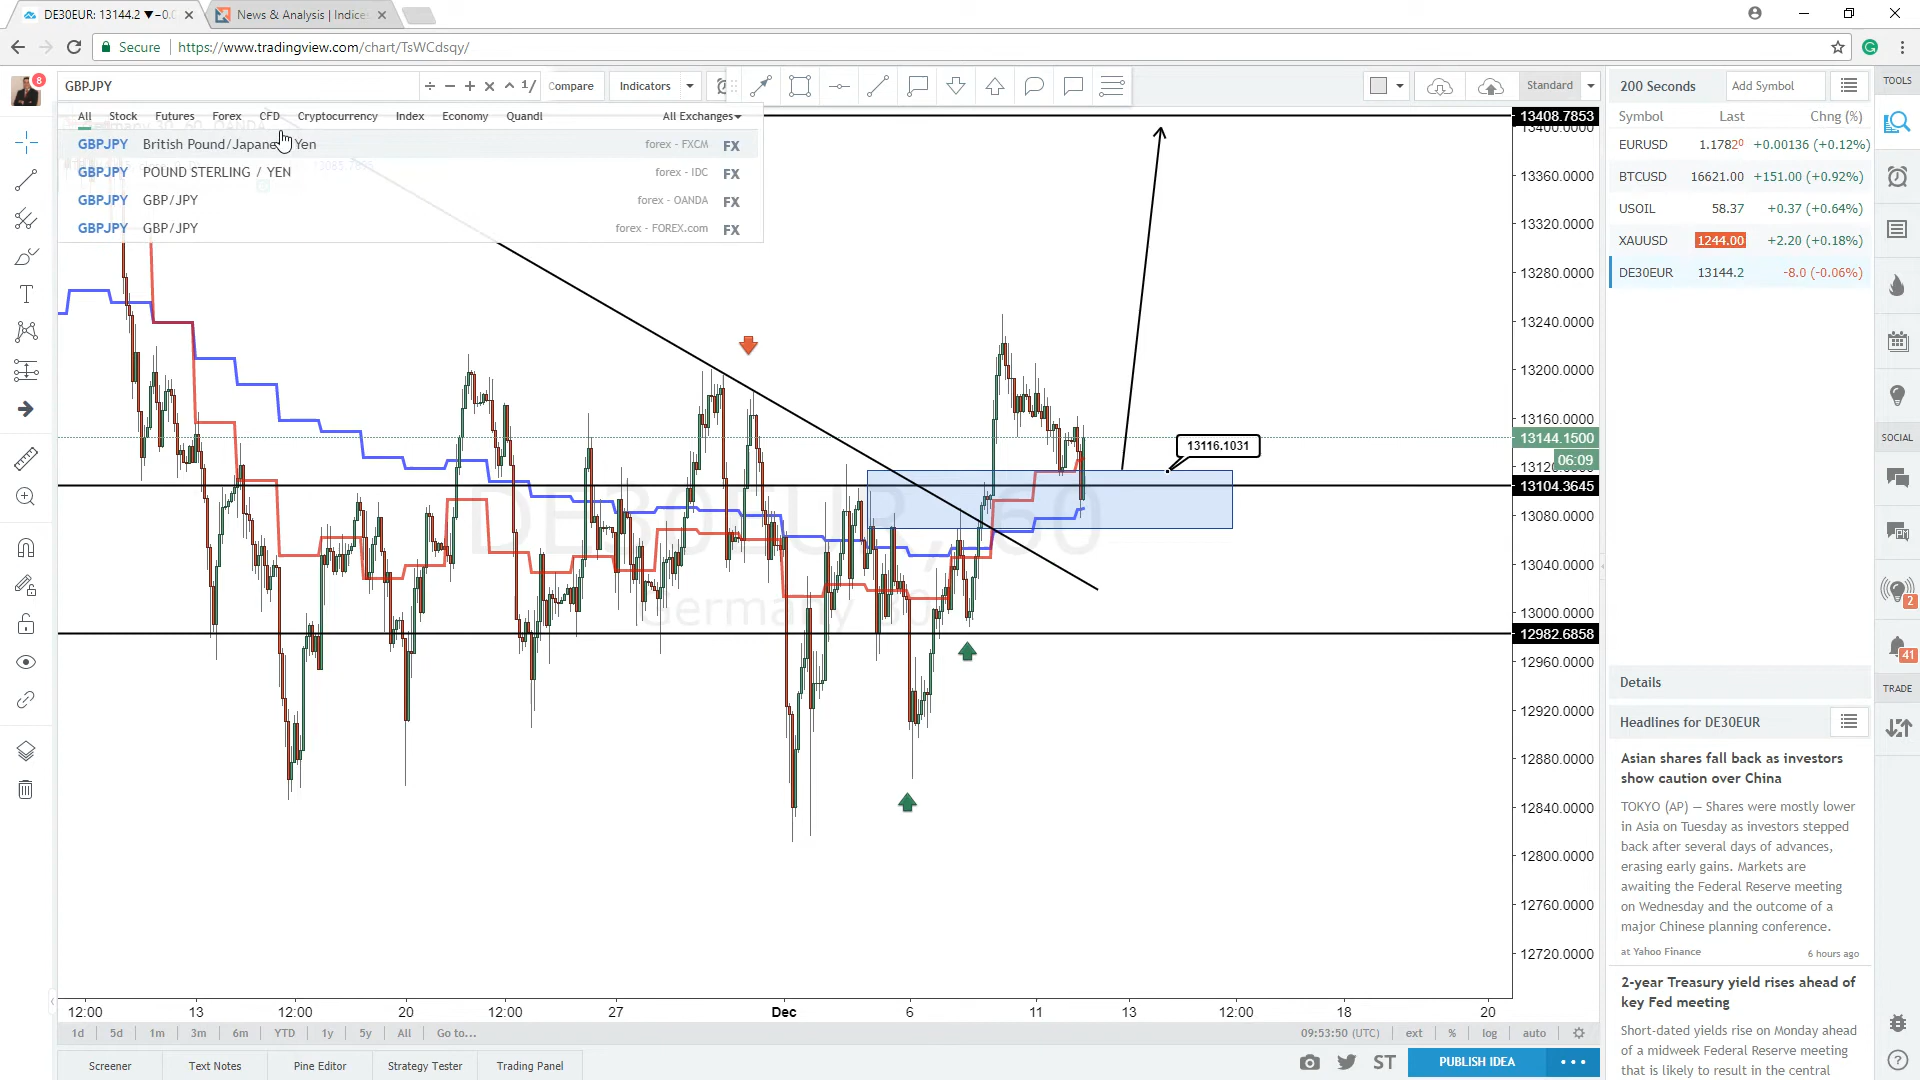 DE30EUR: 13144.2 ▼−0.0
News & Analysis | Indices
Secure | https://www.tradingview.com/chart/TsWCdsqy/
8
GBPJPY
÷ − + × ^ 1/
Compare
Indicators
Standard
200 Seconds
Add Symbol
TOOLS
All Stock Futures Forex CFD Cryptocurrency Index Economy Quandl All Exchanges
GBPJPY British Pound/Japane Yen forex - FXCM FX
GBPJPY POUND STERLING / YEN forex - IDC FX
GBPJPY GBP/JPY forex - OANDA FX
GBPJPY GBP/JPY forex - FOREX.com FX
Symbol Last Chng (%)
EURUSD 1.17820 +0.00136 (+0.12%)
BTCUSD 16621.00 +151.00 (+0.92%)
USOIL 58.37 +0.37 (+0.64%)
XAUUSD 1244.00 +2.20 (+0.18%)
DE30EUR 13144.2 -8.0 (-0.06%)
13408.7853
13400.0000
13360.0000
13320.0000
13280.0000
13240.0000
13200.0000
13160.0000
13144.1500
06:09
13116.1031
13104.3645
13080.0000
13040.0000
13000.0000
12982.6858
12960.0000
12920.0000
12880.0000
12840.0000
12800.0000
12760.0000
12720.0000
DE30EUR, 60
Germany 30
SOCIAL
2
41
TRADE
Details
Headlines for DE30EUR
Asian shares fall back as investors
show caution over China
TOKYO (AP) — Shares were mostly lower
in Asia on Tuesday as investors stepped
back after several days of advances,
erasing early gains. Markets are
awaiting the Federal Reserve meeting
on Wednesday and the outcome of a
major Chinese planning conference.
at Yahoo Finance 6 hours ago
2-year Treasury yield rises ahead of
key Fed meeting
Short-dated yields rise on Monday ahead
of a midweek Federal Reserve meeting
that is likely to result in the central
12:00 13 12:00 20 12:00 27 Dec 6 11 13 12:00 18 20
1d 5d 1m 3m 6m YTD 1y 5y All Go to...
09:53:50 (UTC) ext % log auto
Screener Text Notes Pine Editor Strategy Tester Trading Panel
ST
PUBLISH IDEA